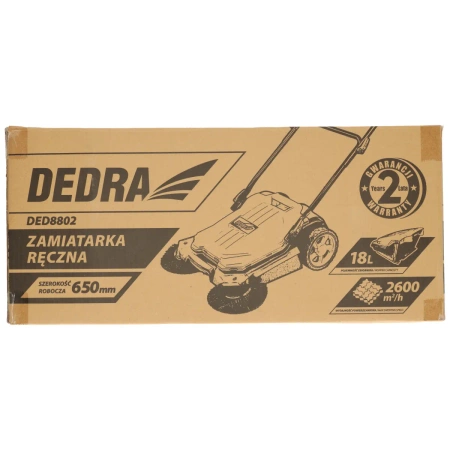 DEDRA
DED8802
ZAMIATARKA
RĘCZNA
SZEROKOŚĆ
ROBOCZA 650mm
GWARANCJI
Years 2 Lata
WARRANTY
18L
2600
m²/h